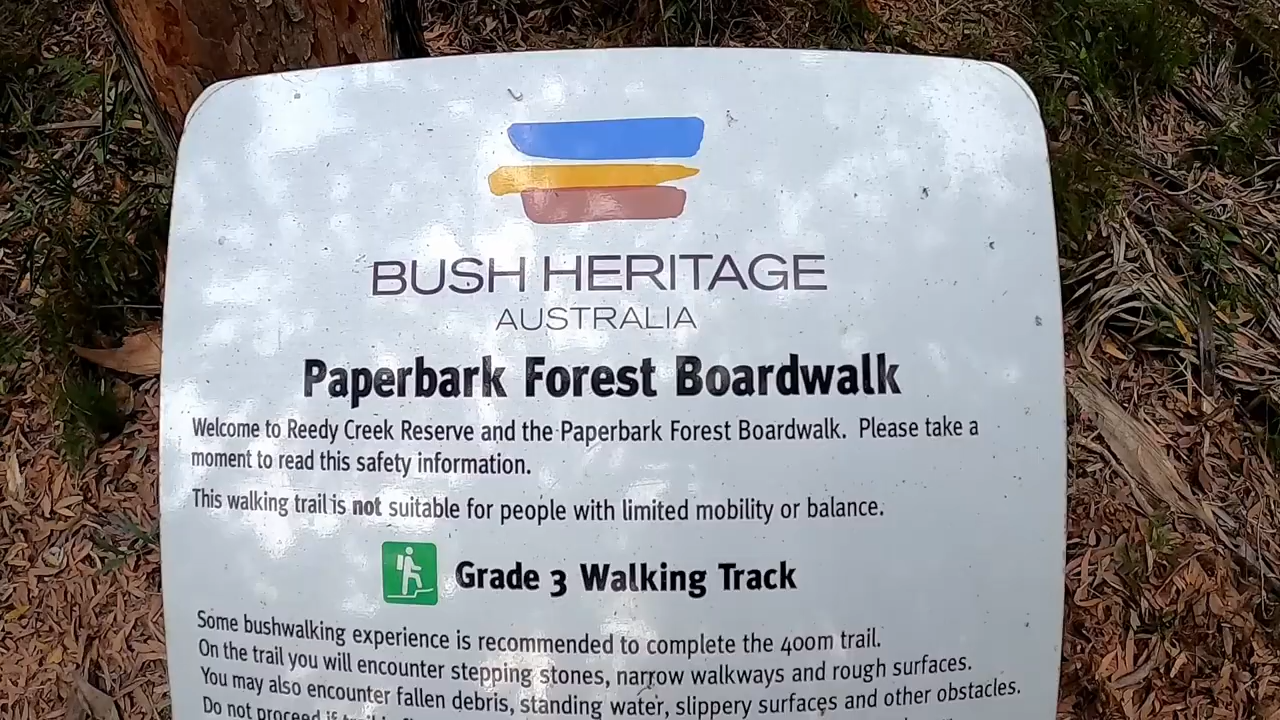 BUSH HERITAGE
AUSTRALIA
Paperbark Forest Boardwalk
Welcome to Reedy Creek Reserve and the Paperbark Forest Boardwalk. Please take a
moment to read this safety information.
This walking trail is not suitable for people with limited mobility or balance.
Grade 3 Walking Track
Some bushwalking experience is recommended to complete the 400m trail.
On the trail you will encounter stepping stones, narrow walkways and rough surfaces.
You may also encounter fallen debris, standing water, slippery surfaces and other obstacles.
Do not proceed if